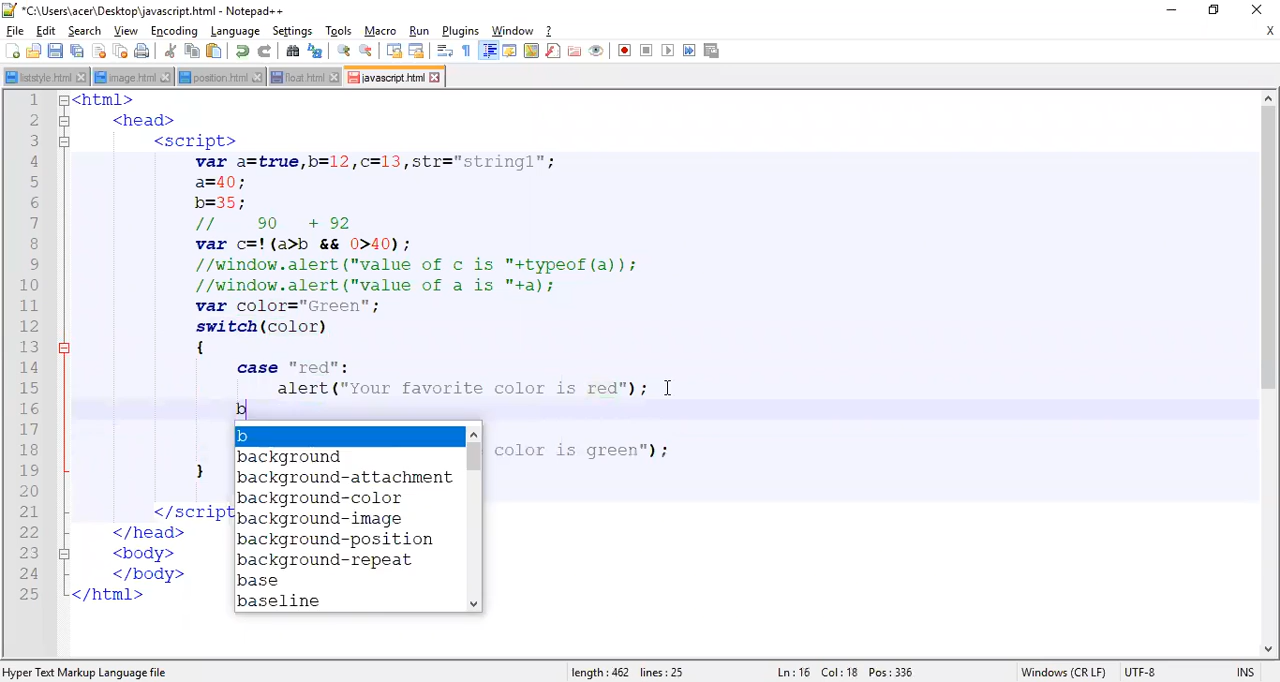 *C:\Users\acer\Desktop\javascript.html - Notepad++
File Edit Search View Encoding Language Settings Tools Macro Run Plugins Window ? X
liststyle.html image.html position.html float.html javascript.html
1 <html>
2 <head>
3 <script>
4 var a=true,b=12,c=13,str="string1";
5 a=40;
6 b=35;
7 // 90 + 92
8 var c=!(a>b && 0>40);
9 //window.alert("value of c is "+typeof(a));
10 //window.alert("value of a is "+a);
11 var color="Green";
12 switch(color)
13 {
14 case "red":
15 alert("Your favorite color is red");
16 b
17 b
background
18 color is green");
background-attachment
19 }
background-color
20
21 </script
background-image
22 </head>
background-position
23 <body>
background-repeat
24 </body>
base
25 </html>
baseline
Hyper Text Markup Language file length : 462 lines : 25 Ln : 16 Col : 18 Pos : 336 Windows (CR LF) UTF-8 INS